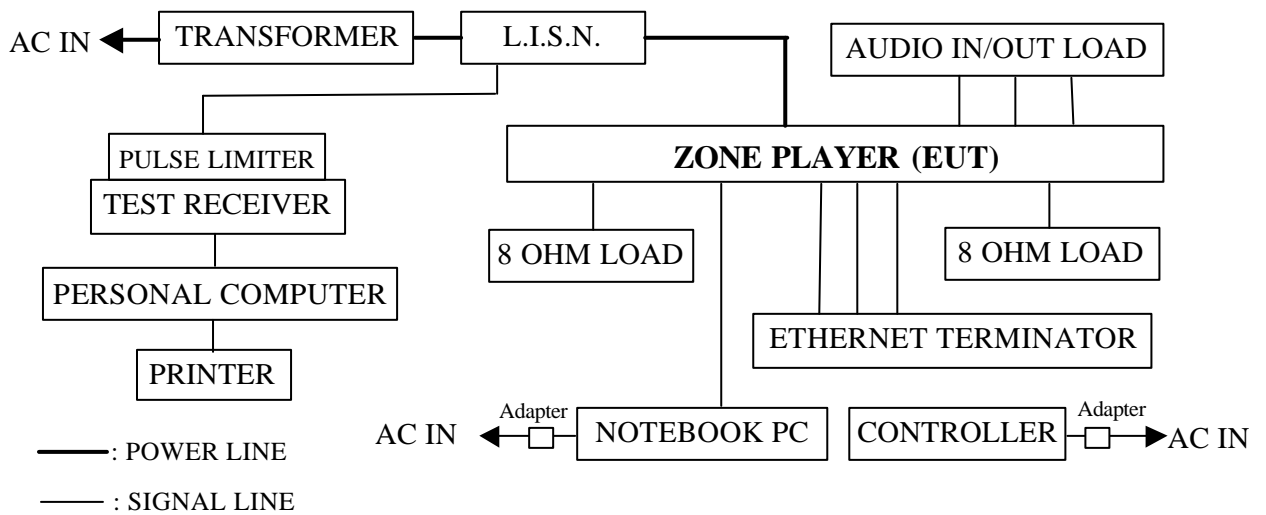 AC IN
TRANSFORMER
L.I.S.N.
AUDIO IN/OUT LOAD
PULSE LIMITER
ZONE PLAYER (EUT)
TEST RECEIVER
8 OHM LOAD
8 OHM LOAD
PERSONAL COMPUTER
ETHERNET TERMINATOR
PRINTER
AC IN
Adapter
NOTEBOOK PC
CONTROLLER
Adapter
AC IN
: POWER LINE
: SIGNAL LINE